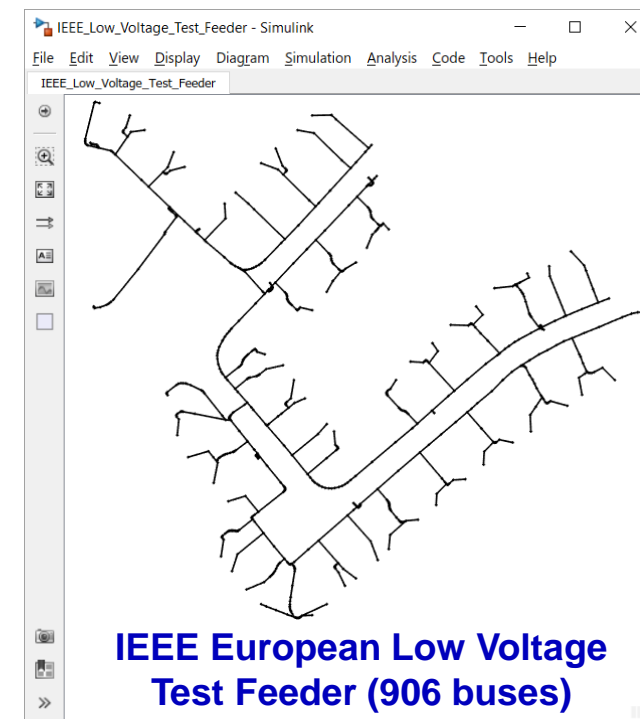 IEEE_Low_Voltage_Test_Feeder - Simulink
File Edit View Display Diagram Simulation Analysis Code Tools Help
IEEE_Low_Voltage_Test_Feeder
IEEE European Low Voltage
Test Feeder (906 buses)